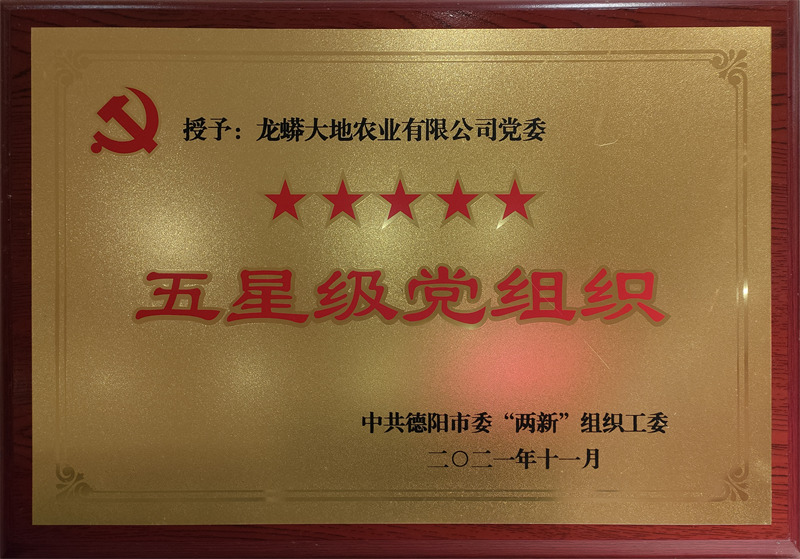 授予：龙蟒大地农业有限公司党委
五星级党组织
中共德阳市委“两新”组织工委
二〇二一年十一月